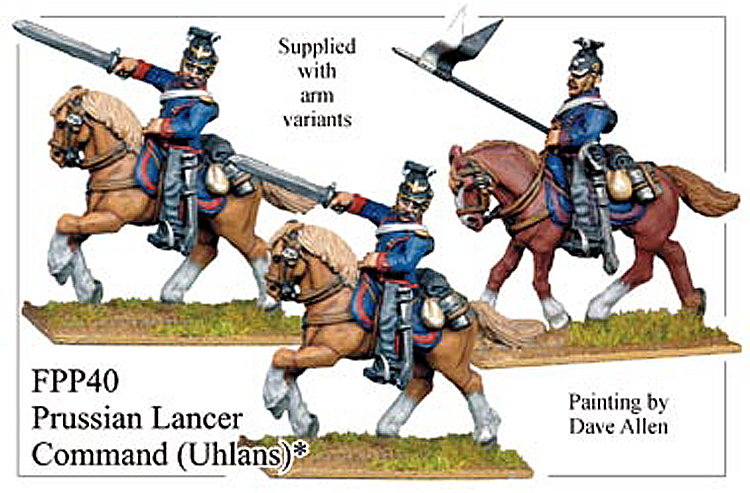 Supplied
with
arm
variants
FPP40
Prussian Lancer
Command (Uhlans)*
Painting by
Dave Allen